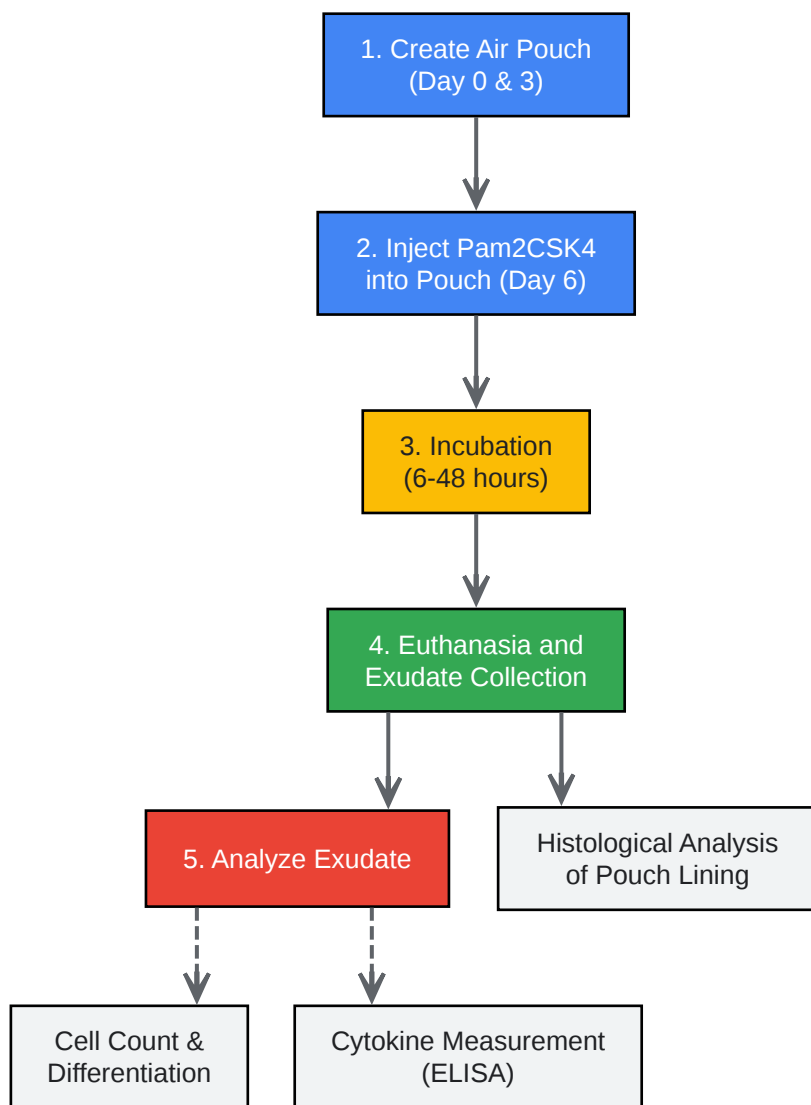 1. Create Air Pouch
(Day 0 & 3)
2. Inject Pam2CSK4
into Pouch (Day 6)
3. Incubation
(6-48 hours)
4. Euthanasia and
Exudate Collection
5. Analyze Exudate
Histological Analysis
of Pouch Lining
Cell Count &
Differentiation
Cytokine Measurement
(ELISA)